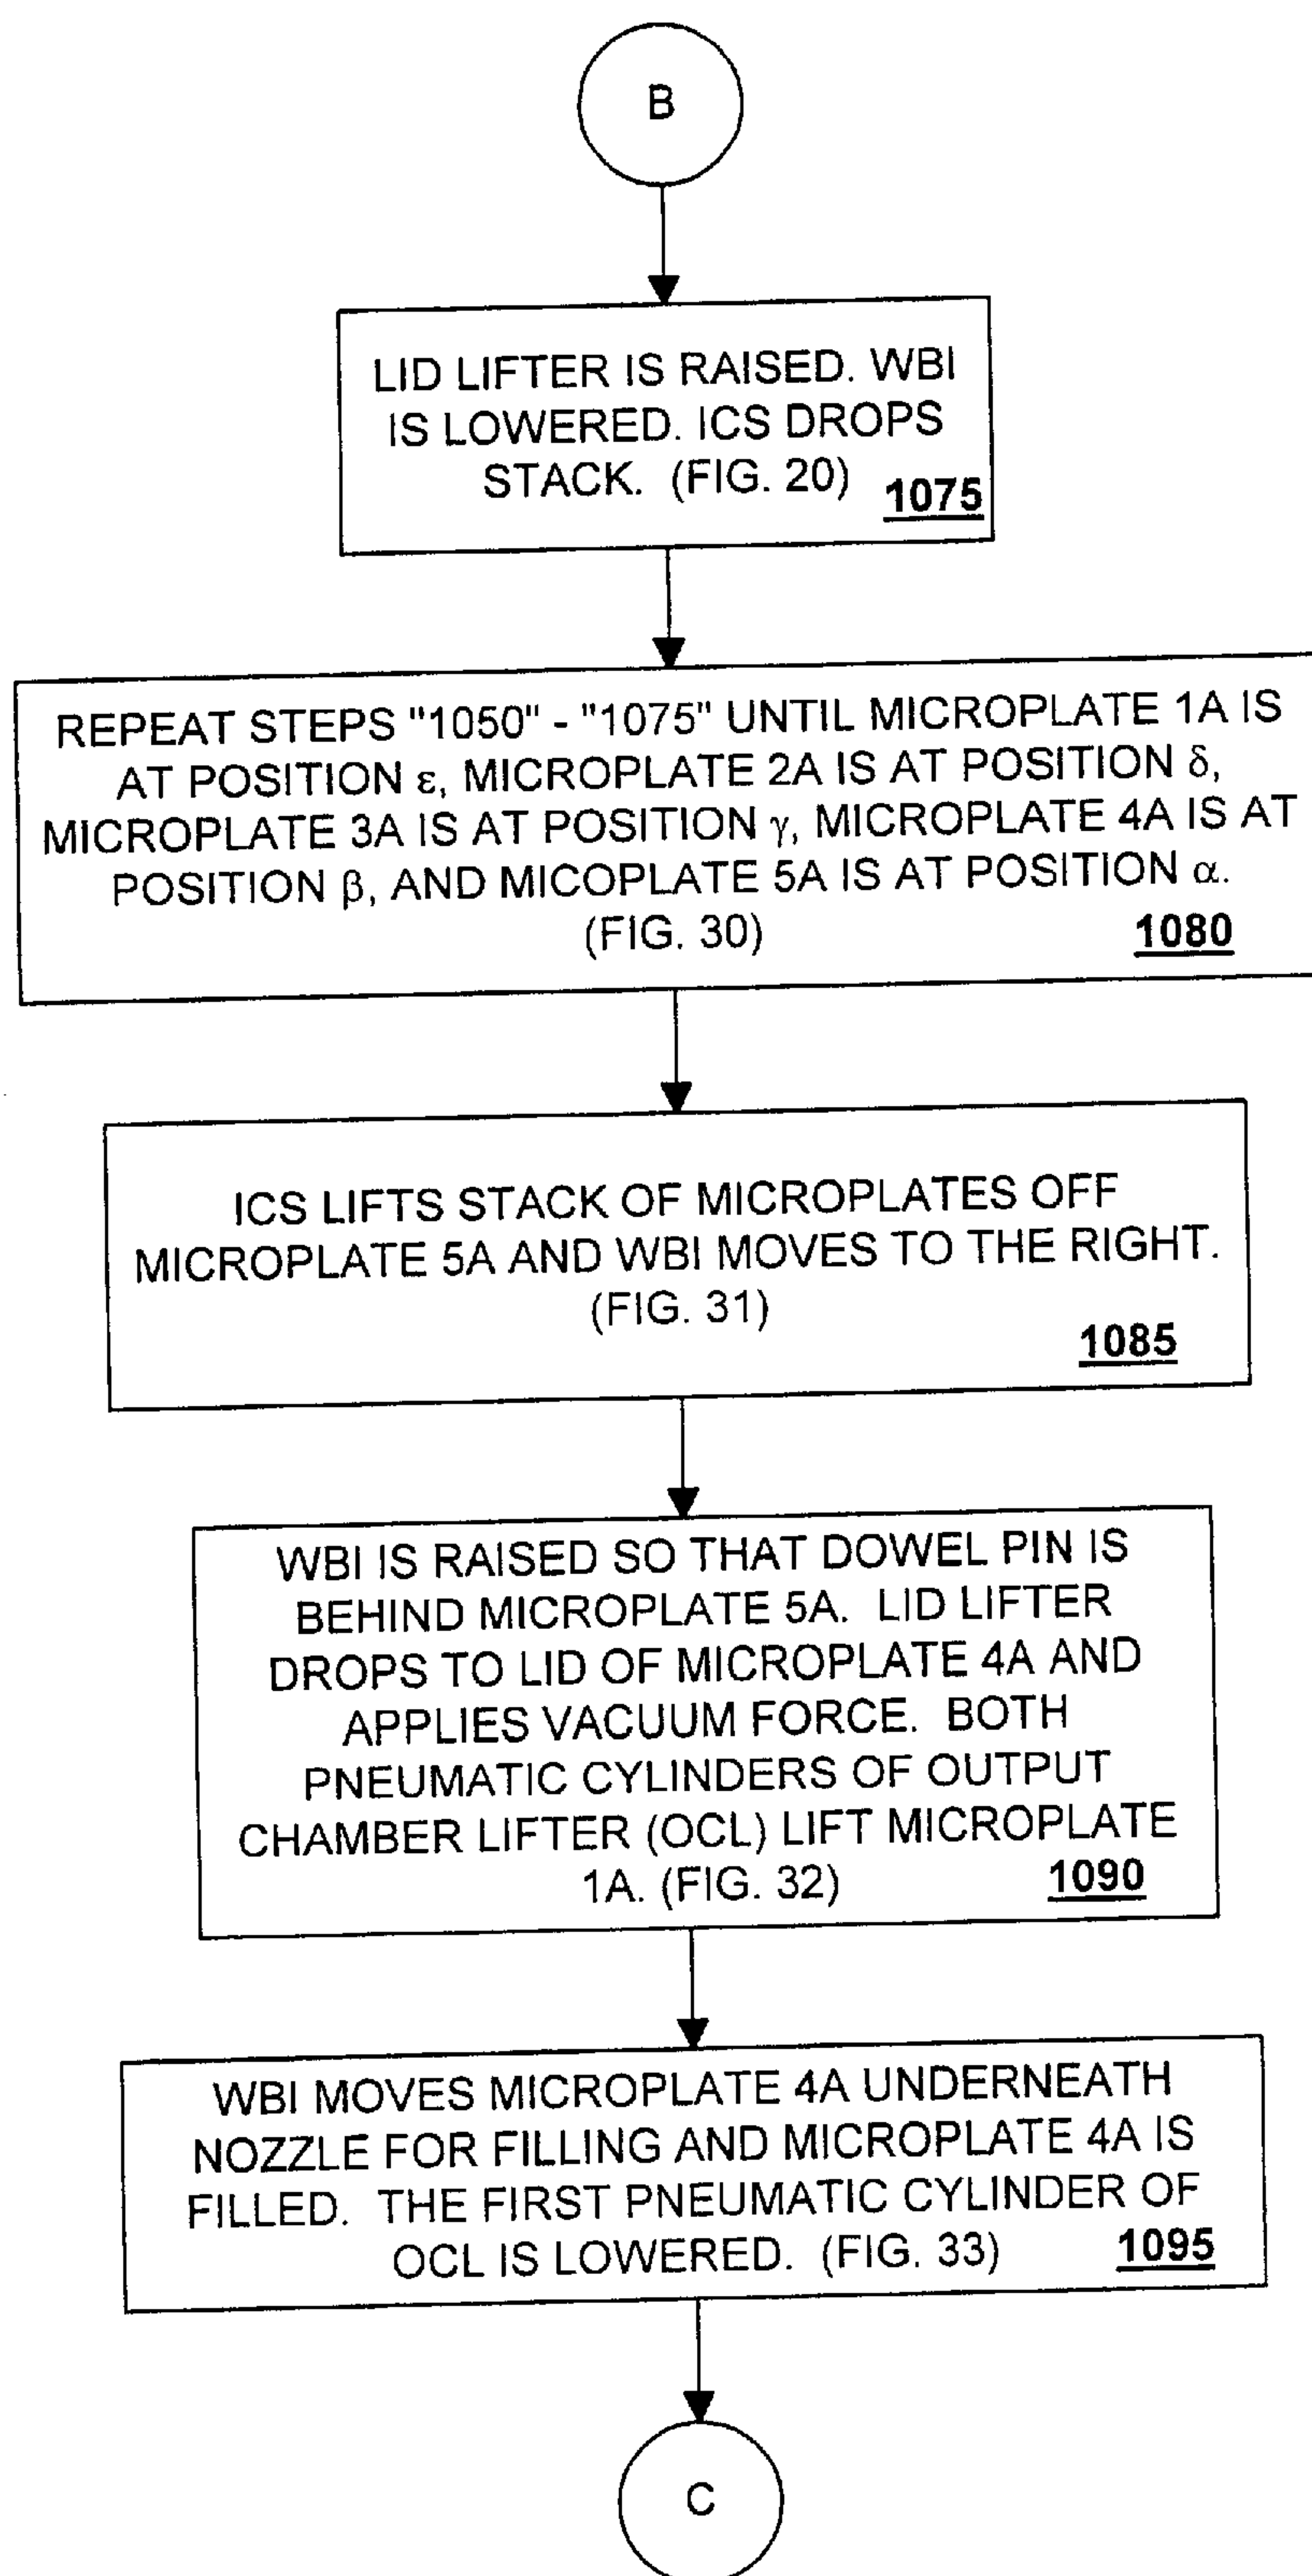 B
LID LIFTER IS RAISED. WBI
IS LOWERED. ICS DROPS
STACK. (FIG. 20)
1075
REPEAT STEPS "1050" - "1075" UNTIL MICROPLATE 1A IS
AT POSITION ε, MICROPLATE 2A IS AT POSITION δ,
MICROPLATE 3A IS AT POSITION γ, MICROPLATE 4A IS AT
POSITION β, AND MICOPLATE 5A IS AT POSITION α.
(FIG. 30)
1080
ICS LIFTS STACK OF MICROPLATES OFF
MICROPLATE 5A AND WBI MOVES TO THE RIGHT.
(FIG. 31)
1085
WBI IS RAISED SO THAT DOWEL PIN IS
BEHIND MICROPLATE 5A. LID LIFTER
DROPS TO LID OF MICROPLATE 4A AND
APPLIES VACUUM FORCE. BOTH
PNEUMATIC CYLINDERS OF OUTPUT
CHAMBER LIFTER (OCL) LIFT MICROPLATE
1A. (FIG. 32)
1090
WBI MOVES MICROPLATE 4A UNDERNEATH
NOZZLE FOR FILLING AND MICROPLATE 4A IS
FILLED. THE FIRST PNEUMATIC CYLINDER OF
OCL IS LOWERED. (FIG. 33)
1095
C